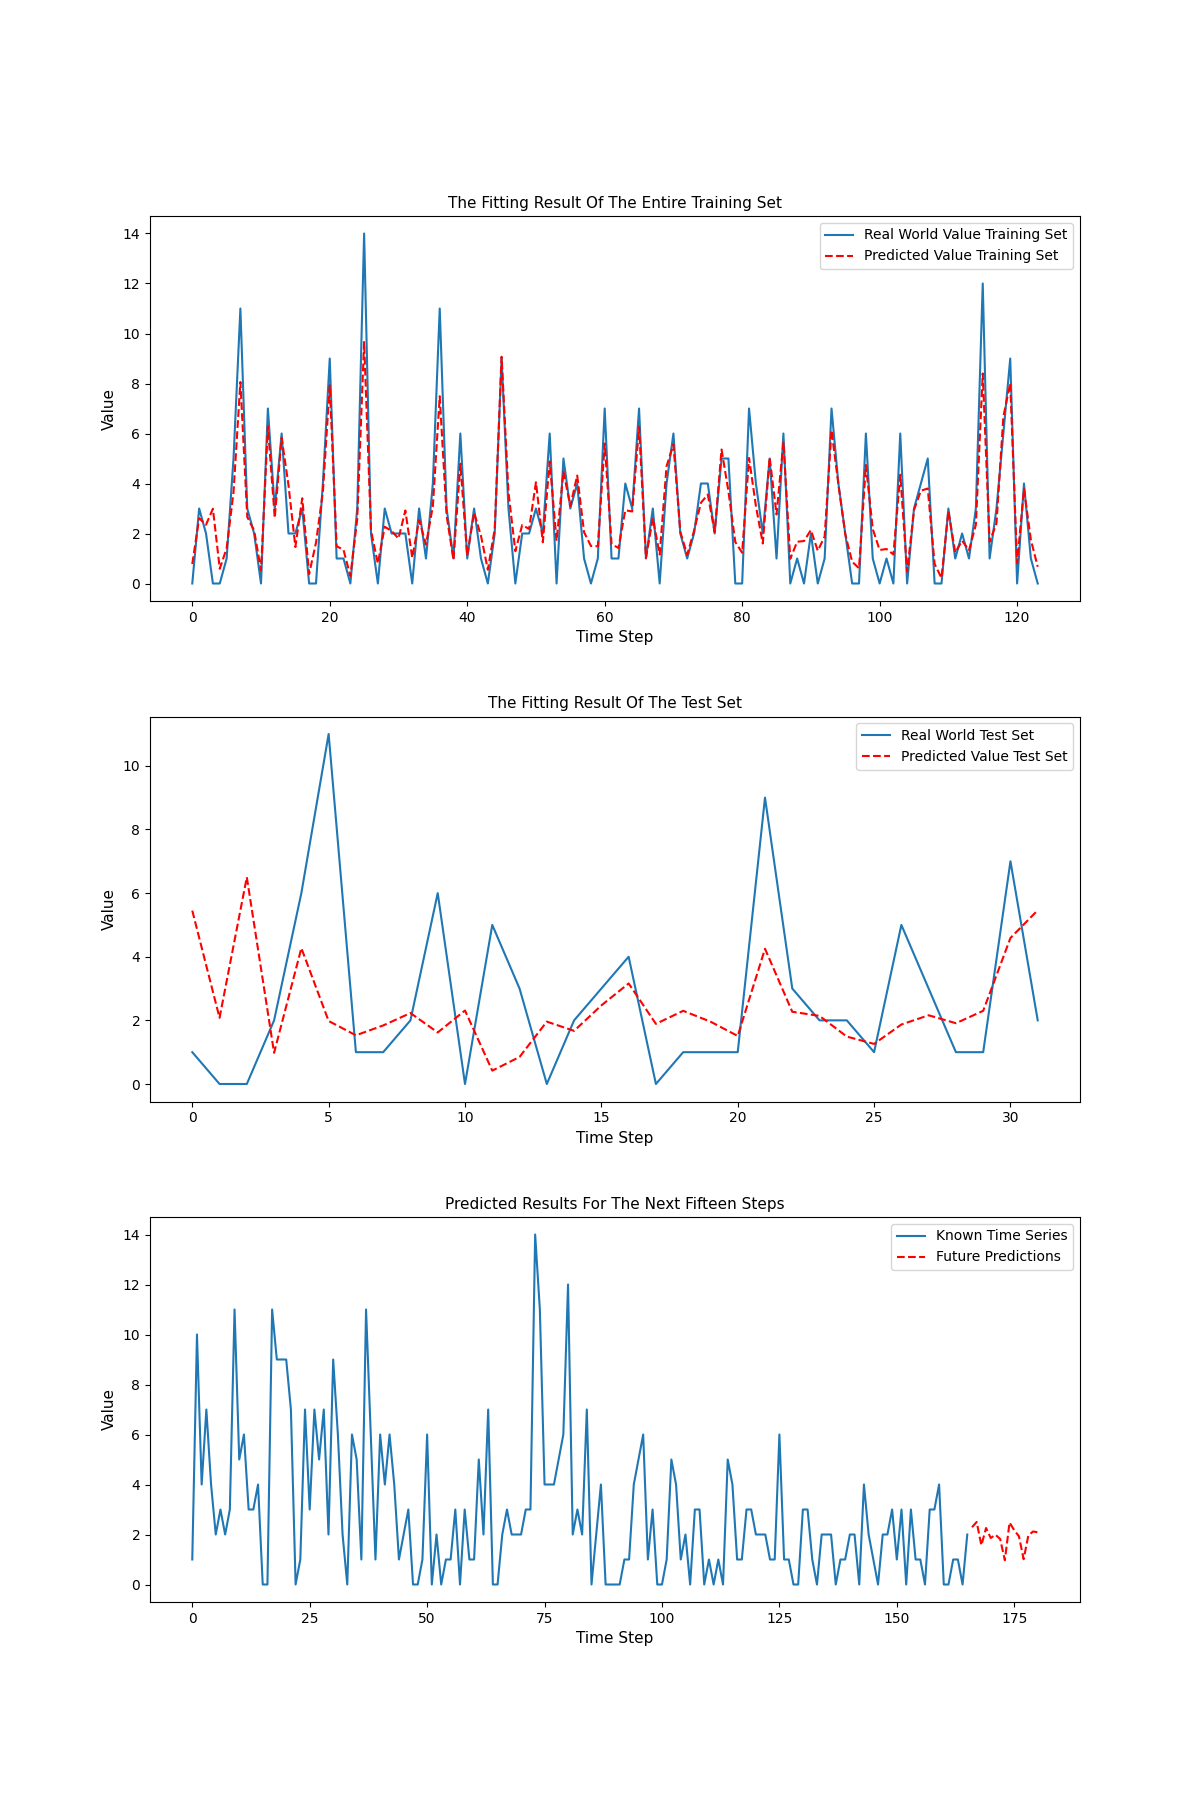 The Fitting Result Of The Entire Training Set
Real World Value Training Set
Predicted Value Training Set
Value
14
12
10
8
6
4
2
0
0 20 40 60 80 100 120
Time Step
The Fitting Result Of The Test Set
Real World Test Set
Predicted Value Test Set
Value
10
8
6
4
2
0
0 5 10 15 20 25 30
Time Step
Predicted Results For The Next Fifteen Steps
Known Time Series
Future Predictions
Value
14
12
10
8
6
4
2
0
0 25 50 75 100 125 150 175
Time Step